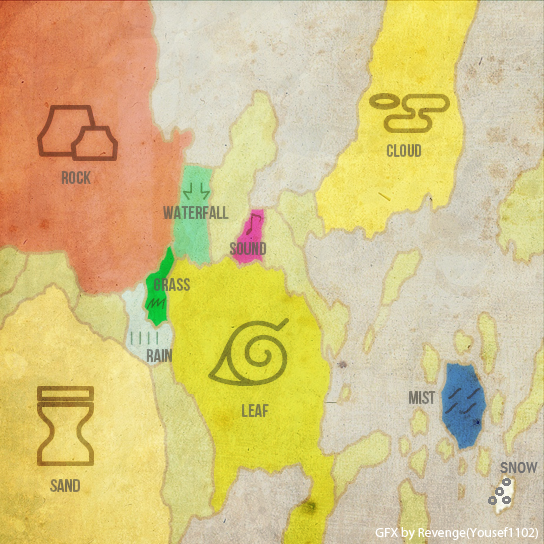 CLOUD
ROCK
WATERFALL
SOUND
GRASS
RAIN
MIST
LEAF
SNOW
SAND
GFX by Revenge(Yousef1102)